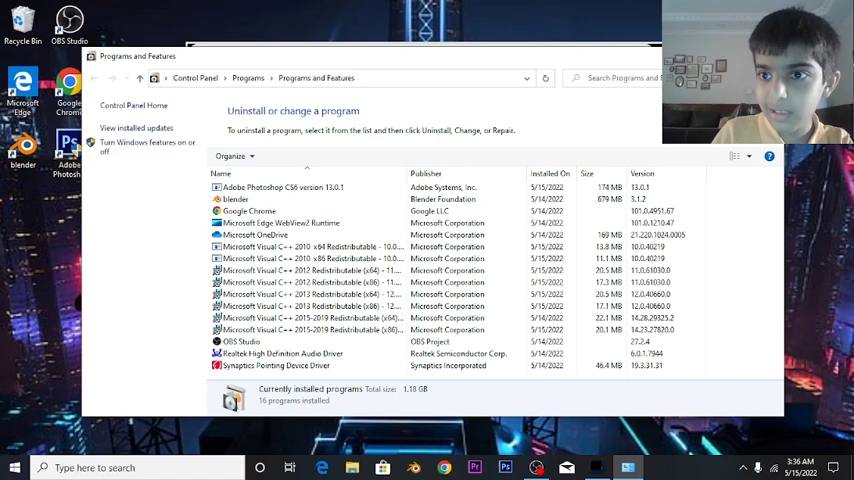 Recycle Bin
OBS Studio
Microsoft
Edge
Google
Chrom
blender
Adobe
Photosh
Programs and Features
Control Panel > Programs > Programs and Features
Search Programs and F
Control Panel Home
View installed updates
Turn Windows features on or
off
Uninstall or change a program
To uninstall a program, select it from the list and then click Uninstall, Change, or Repair.
Organize
Name Publisher Installed On Size Version
Adobe Photoshop CS6 version 13.0.1 Adobe Systems, Inc. 5/15/2022 174 MB 13.0.1
blender Blender Foundation 5/15/2022 679 MB 3.1.2
Google Chrome Google LLC 5/14/2022 101.0.4951.67
Microsoft Edge WebView2 Runtime Microsoft Corporation 5/14/2022 101.0.1210.47
Microsoft OneDrive Microsoft Corporation 5/14/2022 169 MB 21.220.1024.0005
Microsoft Visual C++ 2010 x64 Redistributable - 10.0.... Microsoft Corporation 5/14/2022 13.8 MB 10.0.40219
Microsoft Visual C++ 2010 x86 Redistributable - 10.0.... Microsoft Corporation 5/14/2022 11.1 MB 10.0.40219
Microsoft Visual C++ 2012 Redistributable (x64) - 11.... Microsoft Corporation 5/15/2022 20.5 MB 11.0.61030.0
Microsoft Visual C++ 2012 Redistributable (x86) - 11.... Microsoft Corporation 5/15/2022 17.3 MB 11.0.61030.0
Microsoft Visual C++ 2013 Redistributable (x64) - 12.... Microsoft Corporation 5/14/2022 20.5 MB 12.0.40660.0
Microsoft Visual C++ 2013 Redistributable (x86) - 12.... Microsoft Corporation 5/14/2022 17.1 MB 12.0.40660.0
Microsoft Visual C++ 2015-2019 Redistributable (x64)... Microsoft Corporation 5/14/2022 22.1 MB 14.28.29325.2
Microsoft Visual C++ 2015-2019 Redistributable (x86)... Microsoft Corporation 5/15/2022 20.1 MB 14.23.27820.0
OBS Studio OBS Project 5/14/2022 27.2.4
Realtek High Definition Audio Driver Realtek Semiconductor Corp. 5/14/2022 6.0.1.7944
Synaptics Pointing Device Driver Synaptics Incorporated 5/14/2022 46.4 MB 19.3.31.31
Currently installed programs Total size: 1.18 GB
16 programs installed
Type here to search
Pr
Ps
3:36 AM
5/15/2022